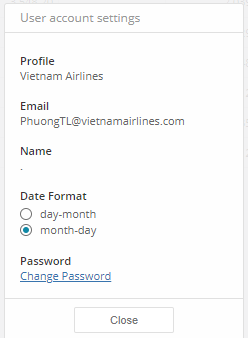 User account settings
Profile
Vietnam Airlines
Email
PhuongTL@vietnamairlines.com
Name
.
Date Format
day-month
month-day
Password
Change Password
Close